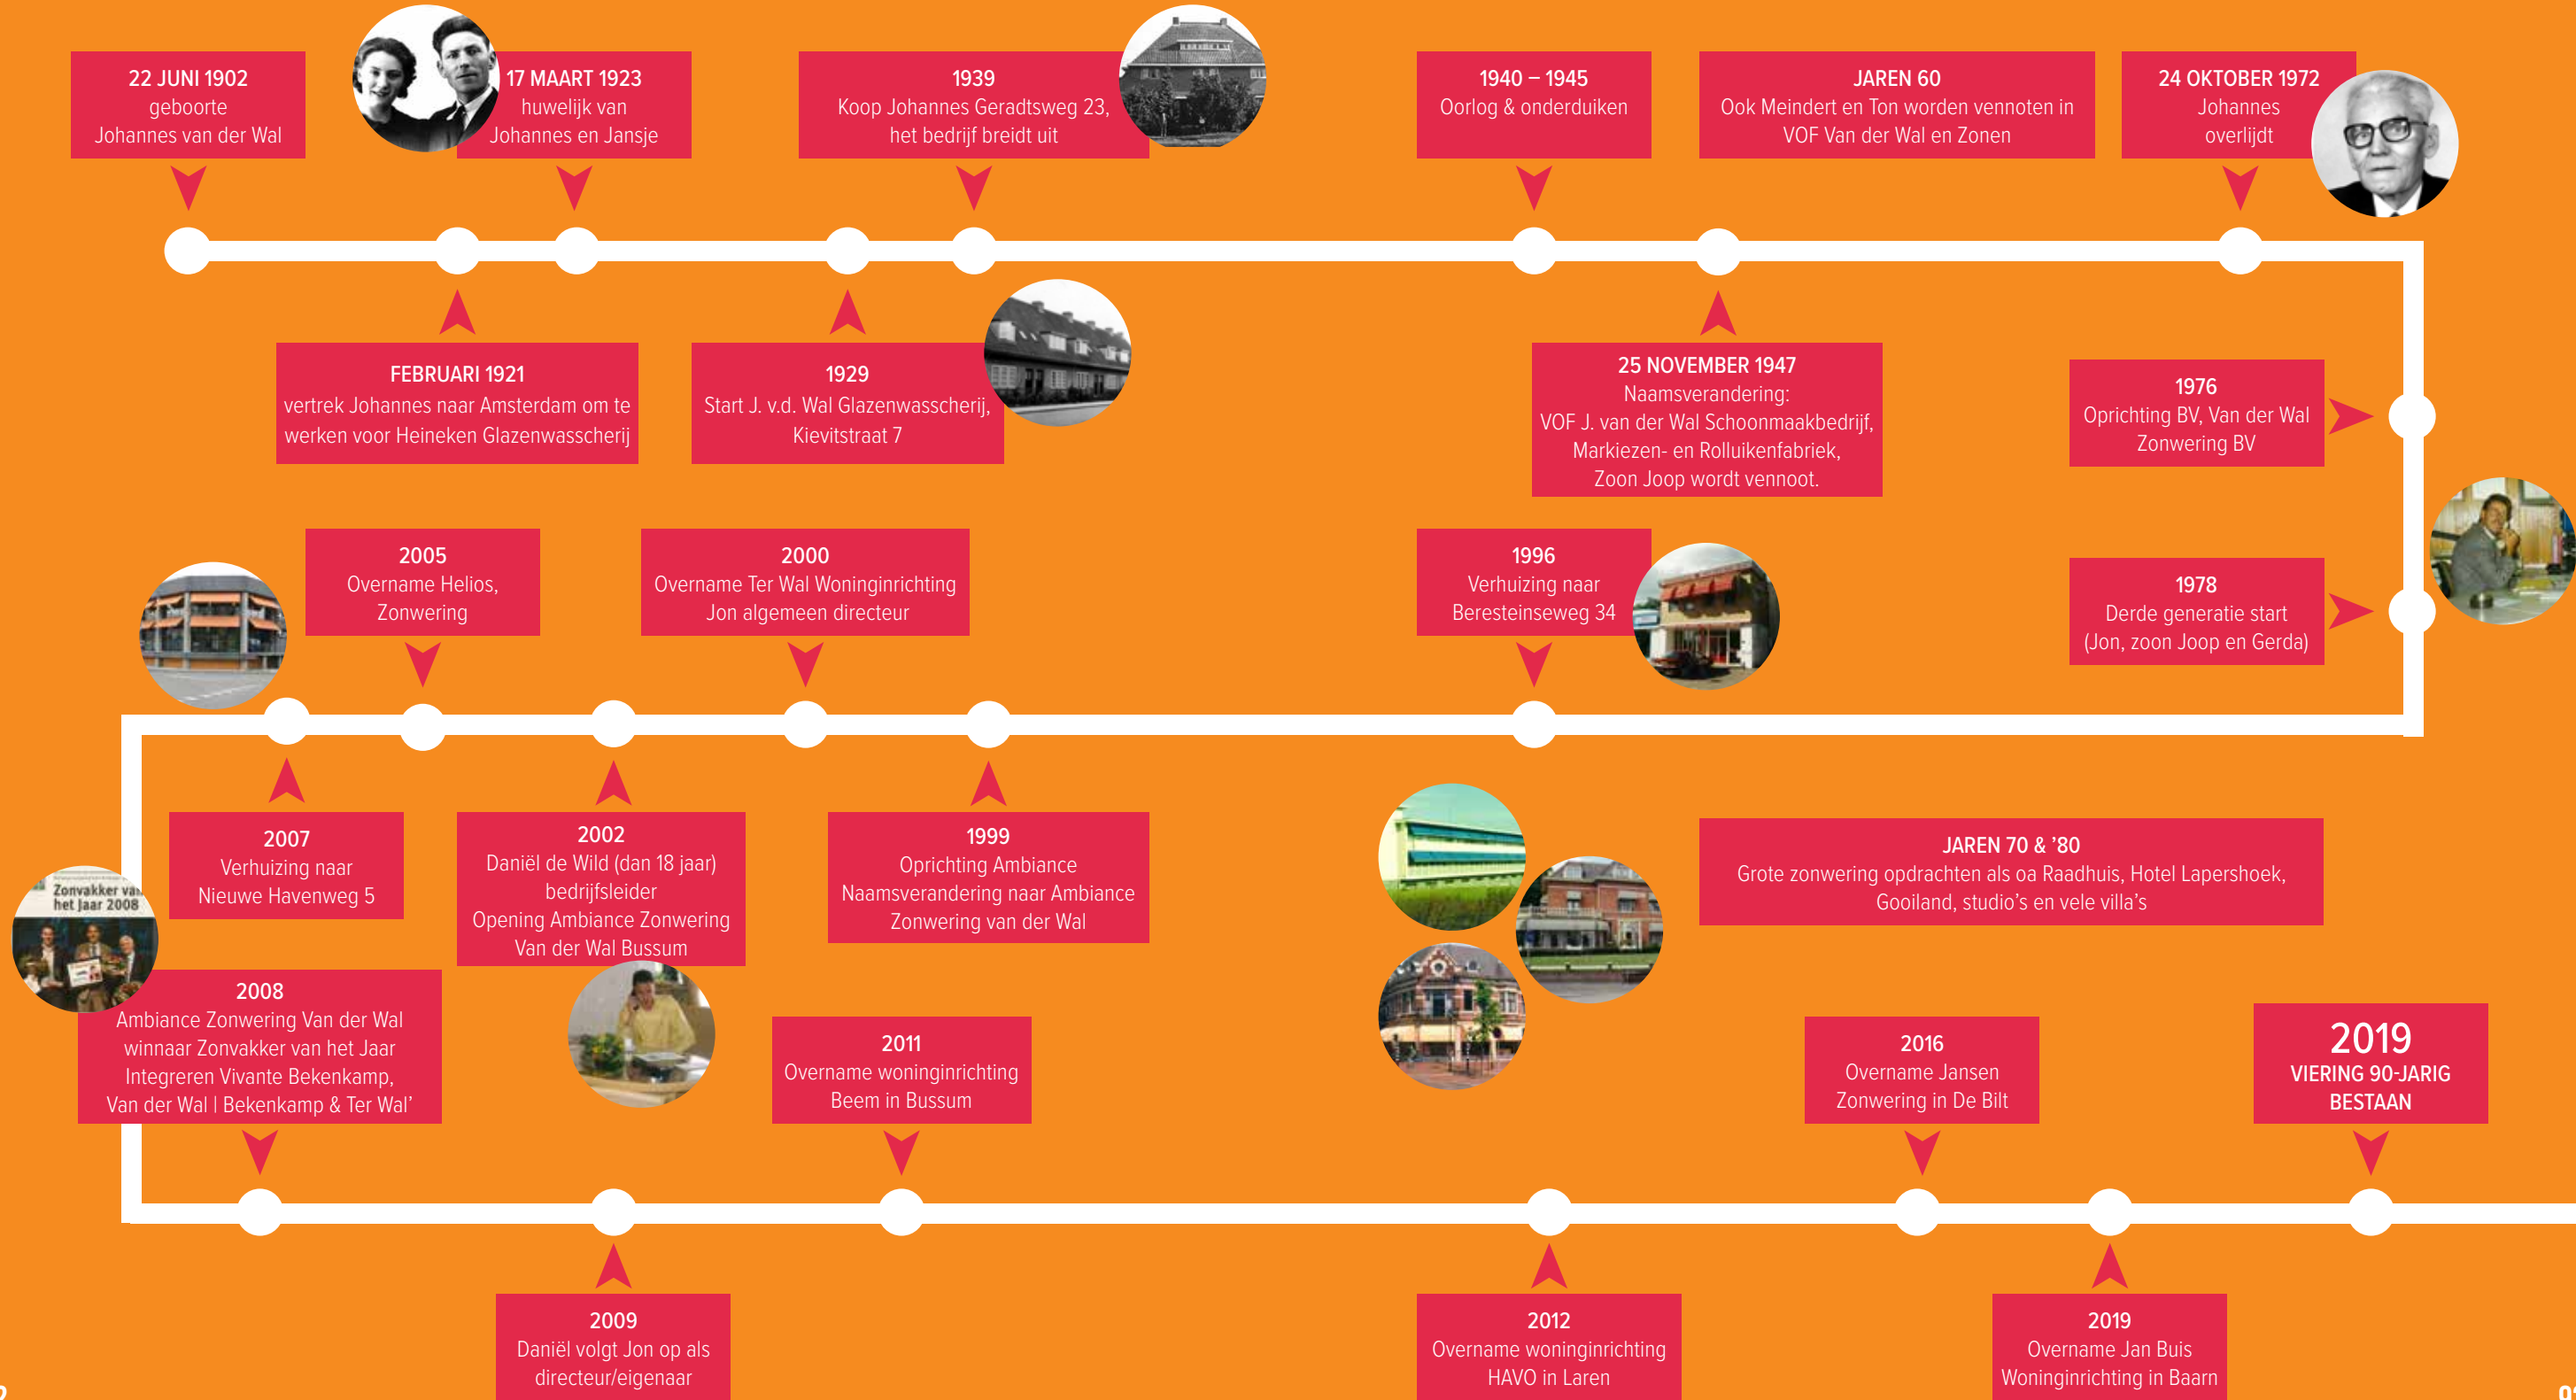 22 JUNI 1902
geboorte
Johannes van der Wal
17 MAART 1923
huwelijk van
Johannes en Jansje
1939
Koop Johannes Geradtsweg 23,
het bedrijf breidt uit
1940 – 1945
Oorlog & onderduiken
JAREN 60
Ook Meindert en Ton worden vennoten in
VOF Van der Wal en Zonen
24 OKTOBER 1972
Johannes
overlijdt
FEBRUARI 1921
vertrek Johannes naar Amsterdam om te
werken voor Heineken Glazenwasscherij
1929
Start J. v.d. Wal Glazenwasscherij,
Kievitstraat 7
25 NOVEMBER 1947
Naamsverandering:
VOF J. van der Wal Schoonmaakbedrijf,
Markiezen- en Rolluikenfabriek,
Zoon Joop wordt vennoot.
1976
Oprichting BV, Van der Wal
Zonwering BV
1978
Derde generatie start
(Jon, zoon Joop en Gerda)
1996
Verhuizing naar
Beresteinseweg 34
2000
Overname Ter Wal Woninginrichting
Jon algemeen directeur
2005
Overname Helios,
Zonwering
2007
Verhuizing naar
Nieuwe Havenweg 5
2002
Daniël de Wild (dan 18 jaar)
bedrijfsleider
Opening Ambiance Zonwering
Van der Wal Bussum
1999
Oprichting Ambiance
Naamsverandering naar Ambiance
Zonwering van der Wal
JAREN 70 & ’80
Grote zonwering opdrachten als oa Raadhuis, Hotel Lapershoek,
Gooiland, studio’s en vele villa’s
Zonvakker van
het Jaar 2008
2008
Ambiance Zonwering Van der Wal
winnaar Zonvakker van het Jaar
Integreren Vivante Bekenkamp,
Van der Wal | Bekenkamp & Ter Wal’
2011
Overname woninginrichting
Beem in Bussum
2016
Overname Jansen
Zonwering in De Bilt
2019
VIERING 90-JARIG
BESTAAN
2009
Daniël volgt Jon op als
directeur/eigenaar
2012
Overname woninginrichting
HAVO in Laren
2019
Overname Jan Buis
Woninginrichting in Baarn